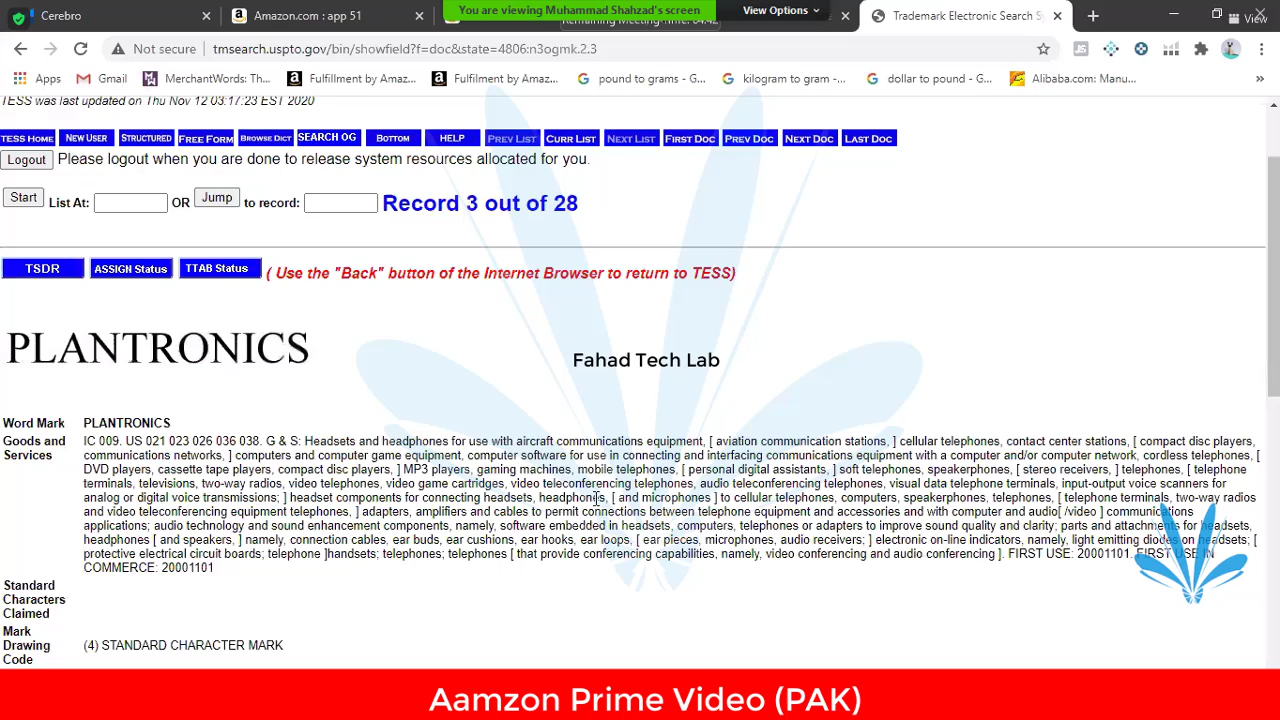 Cerebro
Amazon.com : app 51
You are viewing Muhammad Shahzad's screen
View Options
Remaining Meeting Time: 04:42
Trademark Electronic Search Sy
View
Not secure
tmsearch.uspto.gov/bin/showfield?f=doc&state=4806:n3ogmk.2.3
Apps
Gmail
MerchantWords: Th...
Fulfillment by Amaz...
Fulfilment by Amaz...
pound to grams - G...
kilogram to gram -...
dollar to pound - G...
Alibaba.com: Manu...
»
TESS was last updated on Thu Nov 12 03:17:23 EST 2020
TESS HOME NEW USER STRUCTURED FREE FORM BROWSE DICT SEARCH OG BOTTOM HELP PREV LIST CURR LIST NEXT LIST FIRST DOC PREV DOC NEXT DOC LAST DOC
Logout Please logout when you are done to release system resources allocated for you.
Start List At: OR Jump to record: Record 3 out of 28
TSDR ASSIGN Status TTAB Status ( Use the "Back" button of the Internet Browser to return to TESS)
PLANTRONICS
Fahad Tech Lab
Word Mark PLANTRONICS
Goods and Services
IC 009. US 021 023 026 036 038. G & S: Headsets and headphones for use with aircraft communications equipment, [ aviation communication stations, ] cellular telephones, contact center stations, [ compact disc players,
communications networks, ] computers and computer game equipment, computer software for use in connecting and interfacing communications equipment with a computer and/or computer network, cordless telephones, [
DVD players, cassette tape players, compact disc players, ] MP3 players, gaming machines, mobile telephones, [ personal digital assistants, ] soft telephones, speakerphones, [ stereo receivers, ] telephones, [ telephone
terminals, televisions, two-way radios, video telephones, video game cartridges, video teleconferencing telephones, audio teleconferencing telephones, visual data telephone terminals, input-output voice scanners for
analog or digital voice transmissions; ] headset components for connecting headsets, headphones, [ and microphones ] to cellular telephones, computers, speakerphones, telephones, [ telephone terminals, two-way radios
and video teleconferencing equipment telephones, ] adapters, amplifiers and cables to permit connections between telephone equipment and accessories and with computer and audio[ /video ] communications
applications; audio technology and sound enhancement components, namely, software embedded in headsets, computers, telephones or adapters to improve sound quality and clarity; parts and attachments for headsets,
headphones [ and speakers, ] namely, connection cables, ear buds, ear cushions, ear hooks, ear loops, [ ear pieces, microphones, audio receivers; ] electronic on-line indicators, namely, light emitting diodes on headsets; [
protective electrical circuit boards; telephone ]handsets; telephones; telephones [ that provide conferencing capabilities, namely, video conferencing and audio conferencing ]. FIRST USE: 20001101. FIRST USE IN
COMMERCE: 20001101
Standard
Characters
Claimed
Mark
Drawing
Code
(4) STANDARD CHARACTER MARK
Aamzon Prime Video (PAK)